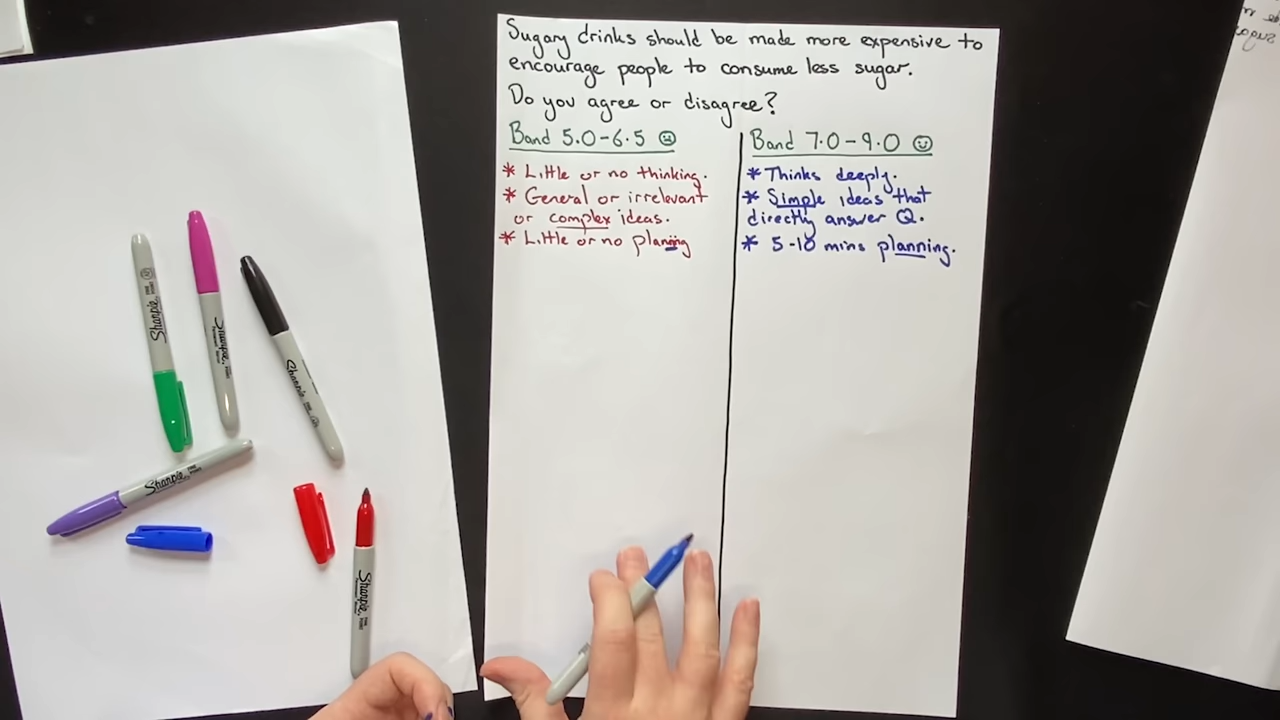 Sugary drinks should be made more expensive to
encourage people to consume less sugar.
Do you agree or disagree?
Band 5.0-6.5 ☹
* Little or no thinking.
* General or irrelevant
or complex ideas.
* Little or no planing
Band 7.0-9.0 ☺
* Thinks deeply.
* Simple ideas that
directly answer Q.
* 5-10 mins planning.
Sharpie
Sharpie
Sharpie
Sharpie
Sharpie